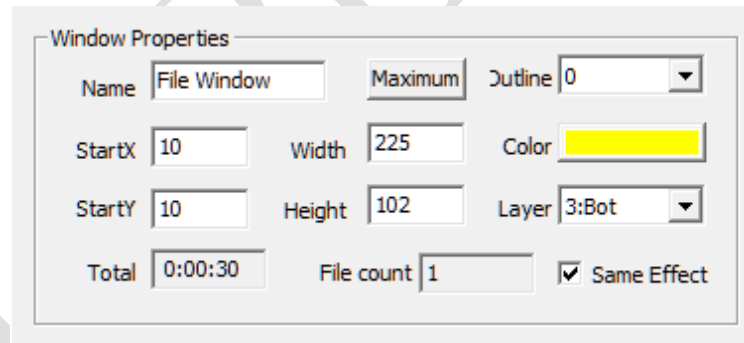 Window Properties
Name File Window Maximum Outline 0
StartX 10 Width 225 Color
StartY 10 Height 102 Layer 3:Bot
Total 0:00:30 File count 1 Same Effect